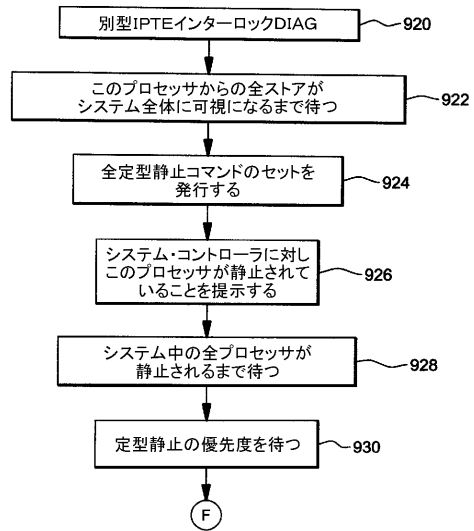 別型IPTEインターロックDIAG
920
このプロセッサからの全ストアが
システム全体に可視になるまで待つ
922
全定型静止コマンドのセットを
発行する
924
システム・コントローラに対し
このプロセッサが静止されて
いることを提示する
926
システム中の全プロセッサが
静止されるまで待つ
928
定型静止の優先度を待つ
930
F